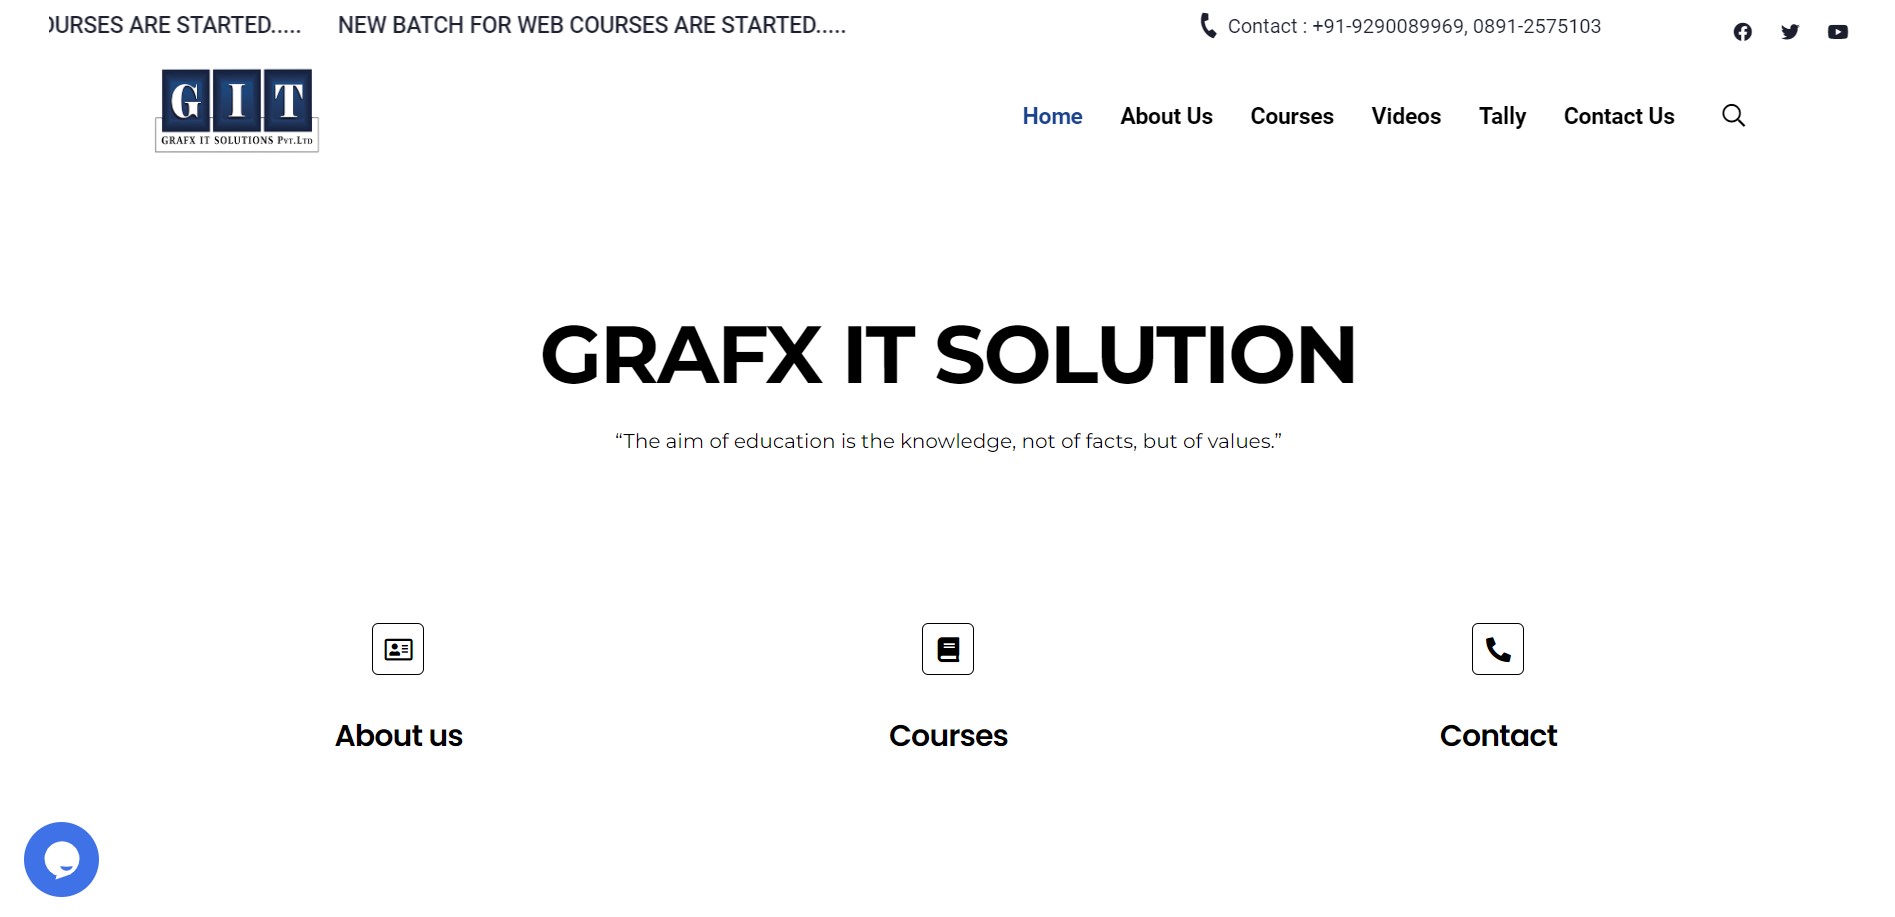 OURSES ARE STARTED..... NEW BATCH FOR WEB COURSES ARE STARTED.....
Contact : +91-9290089969, 0891-2575103
G I T
GRAFX IT SOLUTIONS PVT.LTD
Home About Us Courses Videos Tally Contact Us
GRAFX IT SOLUTION
“The aim of education is the knowledge, not of facts, but of values.”
About us
Courses
Contact